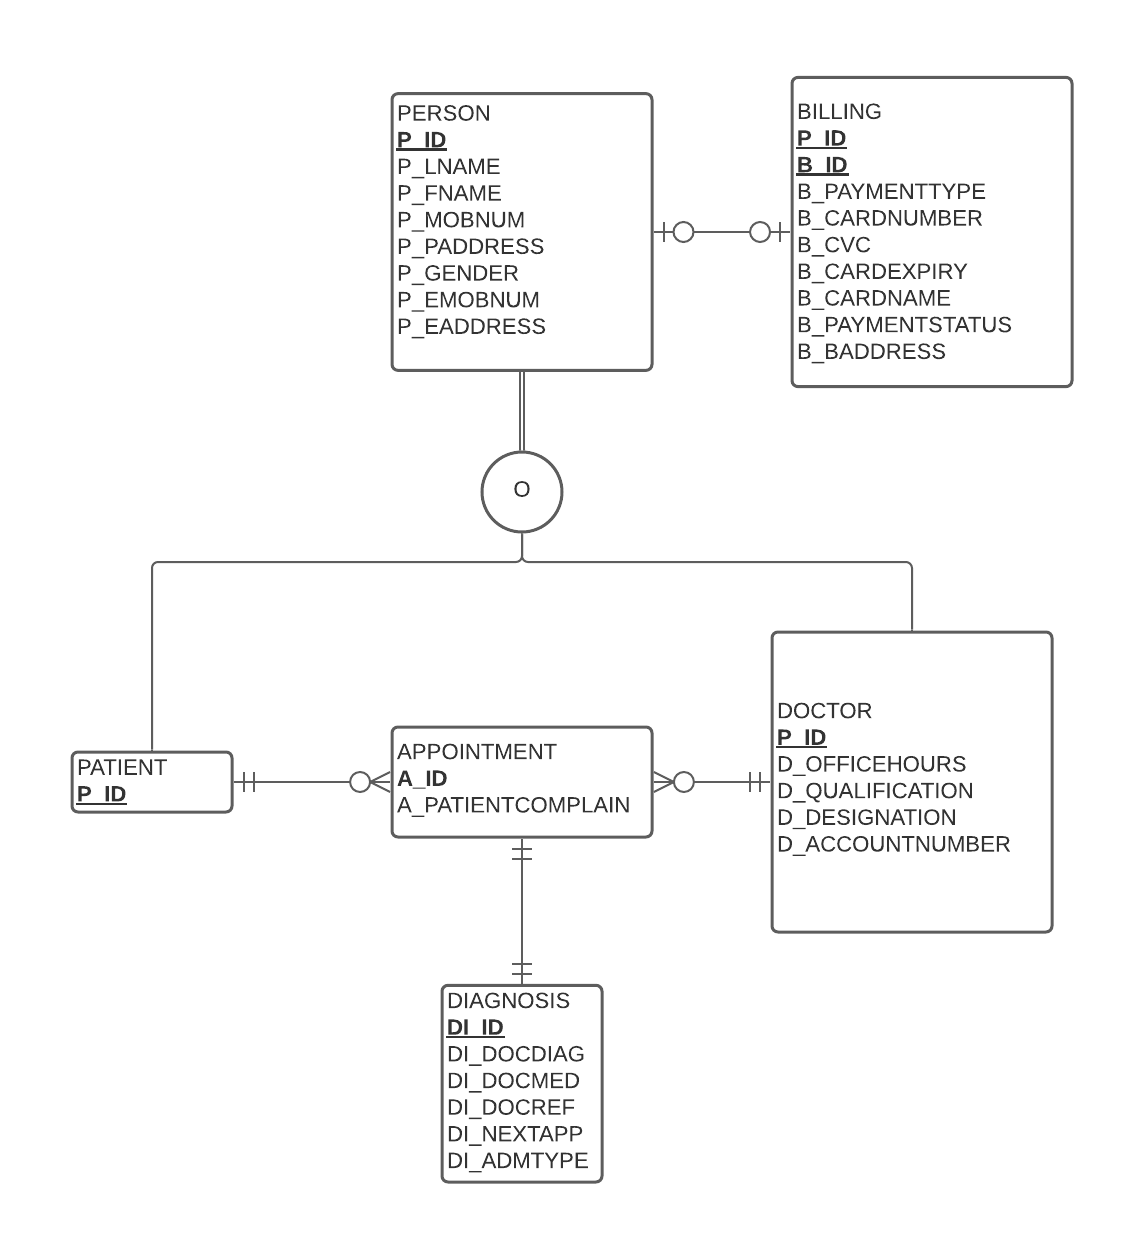 PERSON
P_ID
P_LNAME
P_FNAME
P_MOBNUM
P_PADDRESS
P_GENDER
P_EMOBNUM
P_EADDRESS
BILLING
P_ID
B_ID
B_PAYMENTTYPE
B_CARDNUMBER
B_CVC
B_CARDEXPIRY
B_CARDNAME
B_PAYMENTSTATUS
B_BADDRESS
O
PATIENT
P_ID
APPOINTMENT
A_ID
A_PATIENTCOMPLAIN
DOCTOR
P_ID
D_OFFICEHOURS
D_QUALIFICATION
D_DESIGNATION
D_ACCOUNTNUMBER
DIAGNOSIS
DI_ID
DI_DOCDIAG
DI_DOCMED
DI_DOCREF
DI_NEXTAPP
DI_ADMTYPE